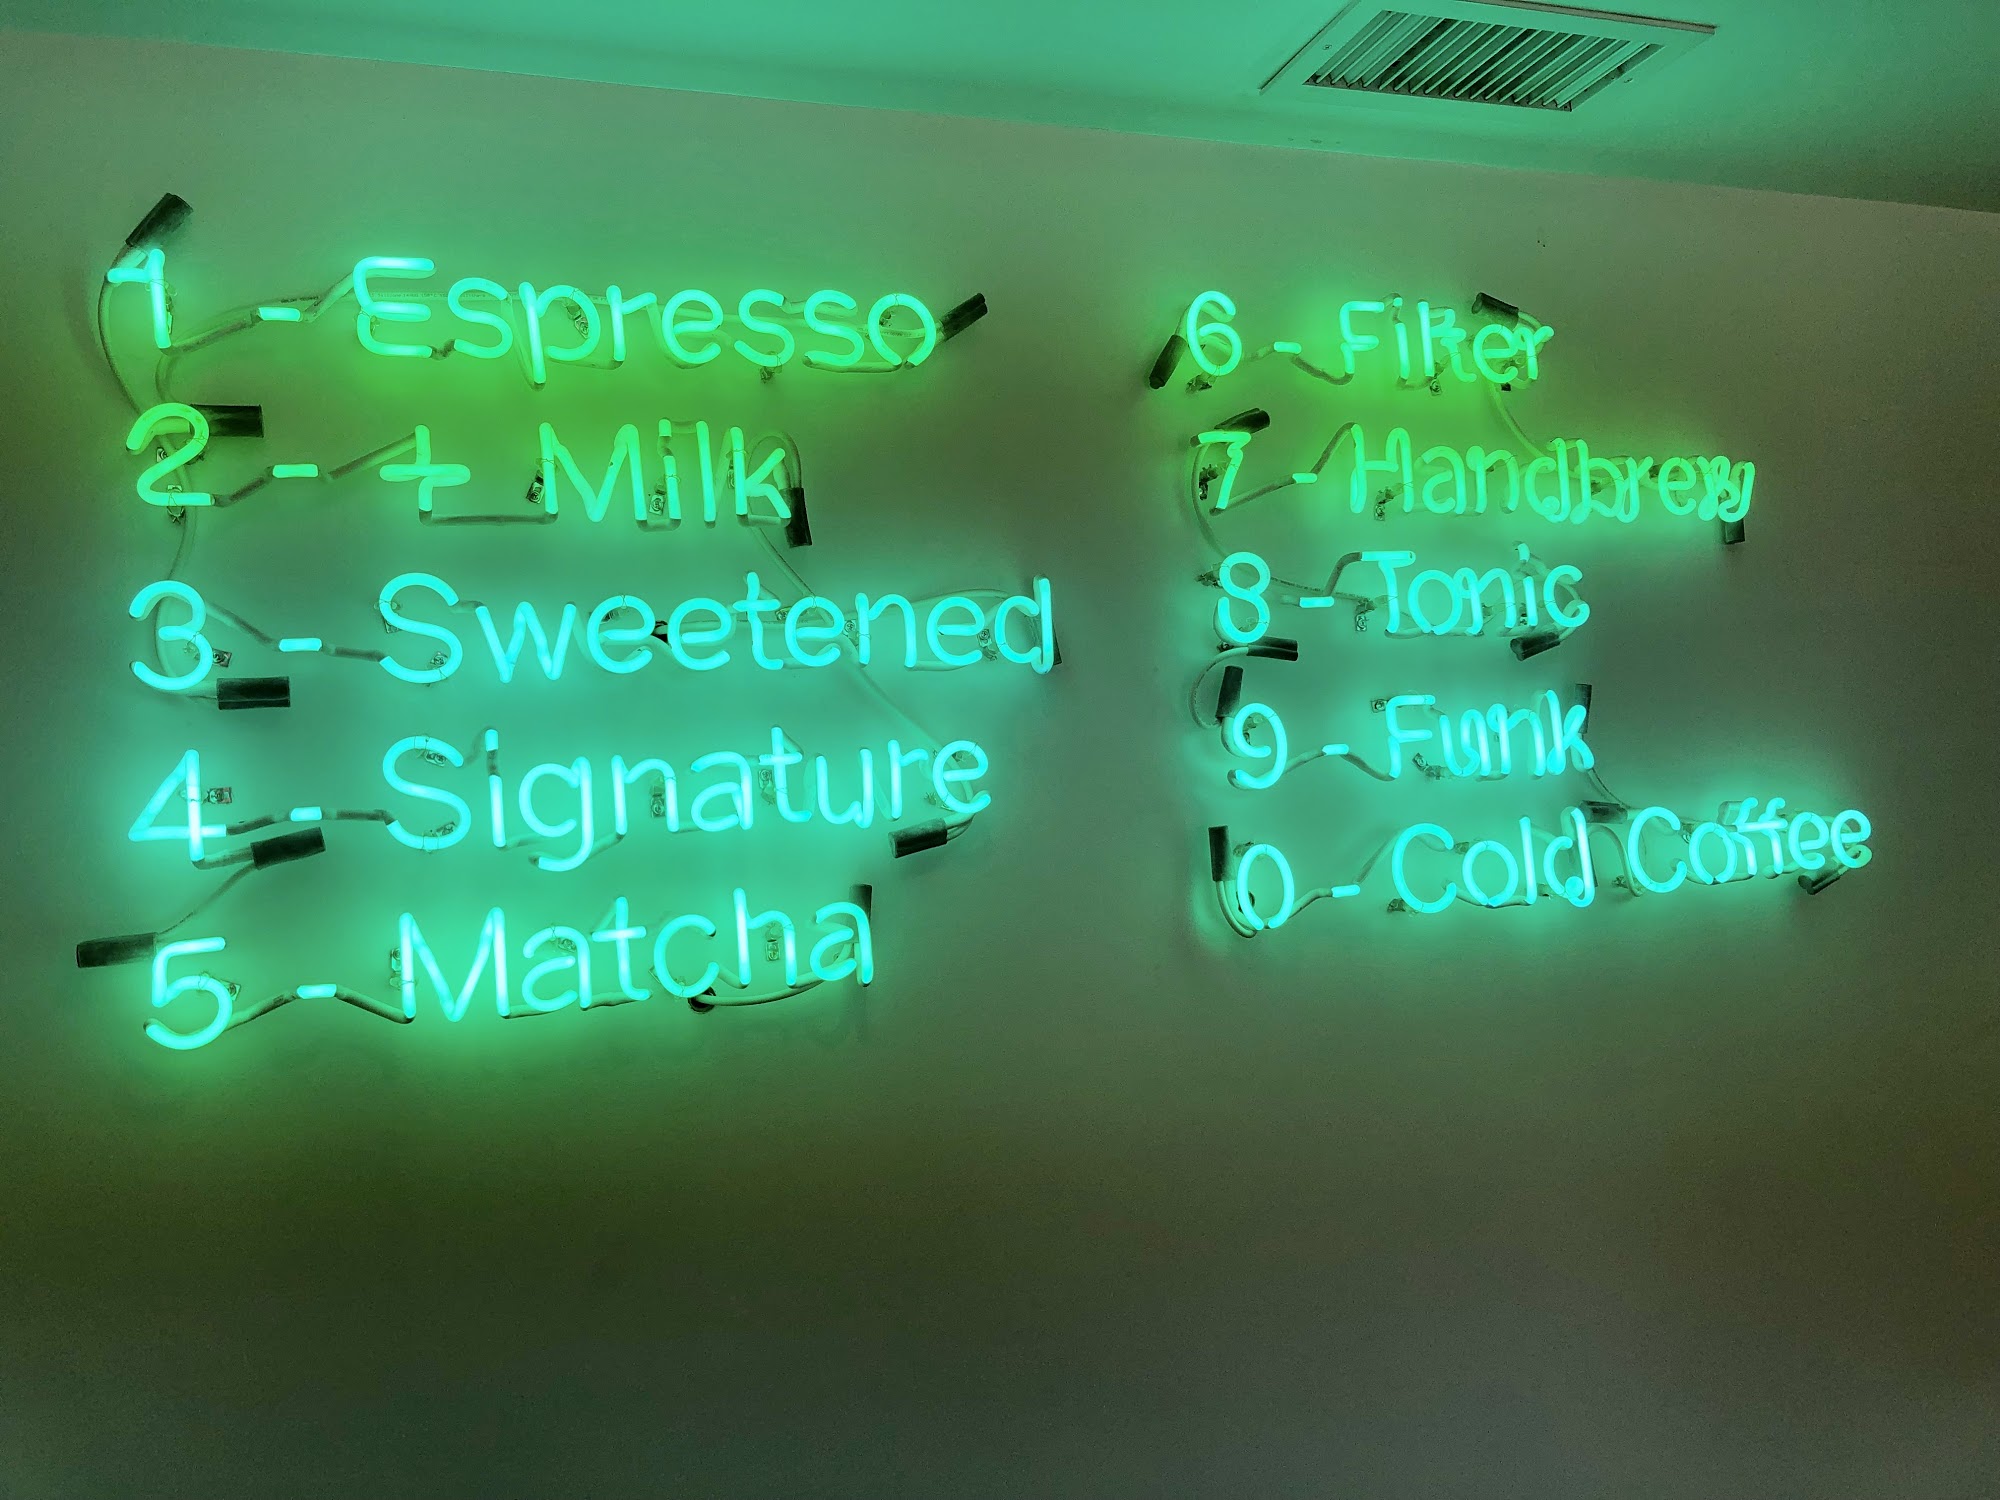 1 - Espresso
2 - + Milk
3 - Sweetened
4 - Signature
5 - Matcha
6 - Filter
7 - Handbrew
8 - Tonic
9 - Funk
0 - Cold Coffee